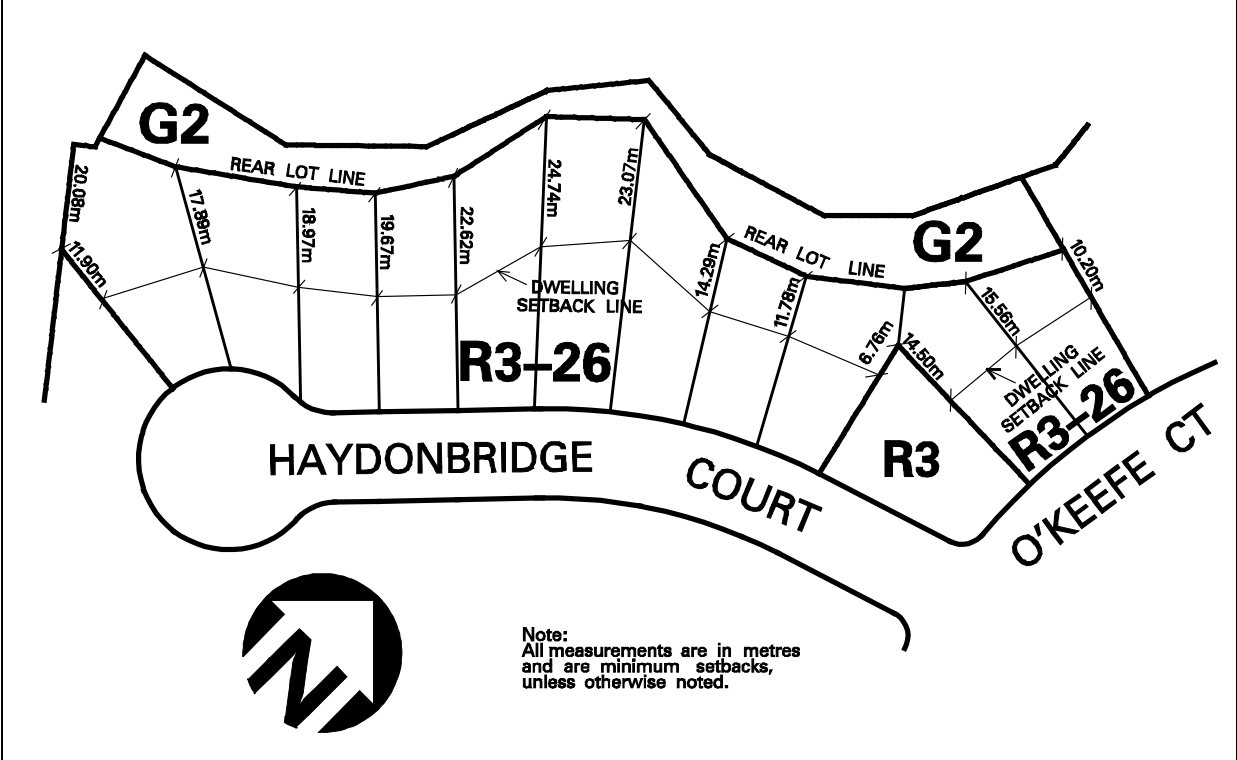 G2
REAR LOT LINE
20.08m
11.90m
17.89m
18.97m
19.67m
22.62m
24.74m
23.07m
14.29m
11.78m
6.76m
14.50m
15.56m
10.20m
REAR LOT LINE
G2
DWELLING
SETBACK LINE
R3-26
DWELLING
SETBACK LINE
R3-26
R3
HAYDONBRIDGE COURT
O'KEEFE CT
N
Note:
All measurements are in metres
and are minimum setbacks,
unless otherwise noted.